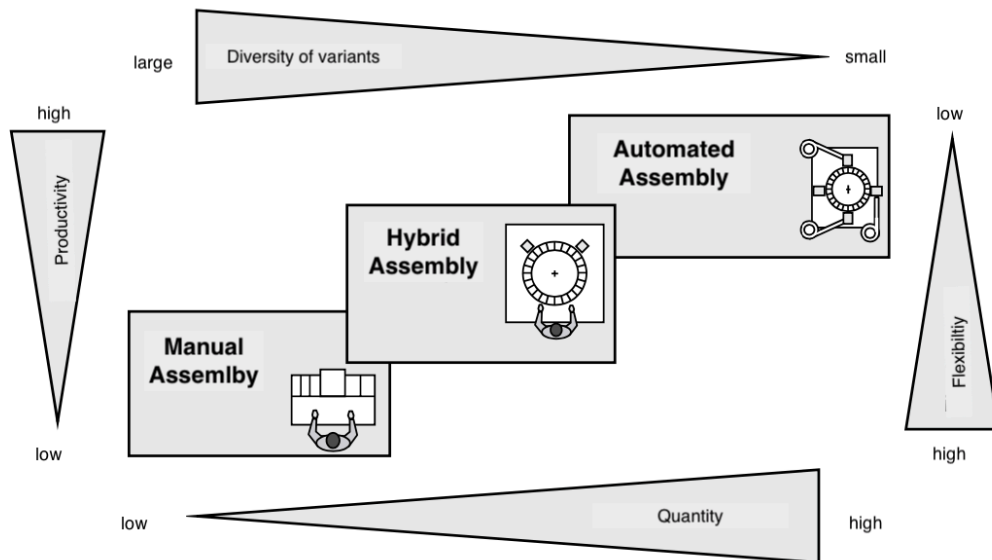 Diversity of variants
large
small
high
low
Automated
Assembly
Productivity
Hybrid
Assembly
Manual
Assemlby
Flexibiltiy
low
high
Quantity
low
high